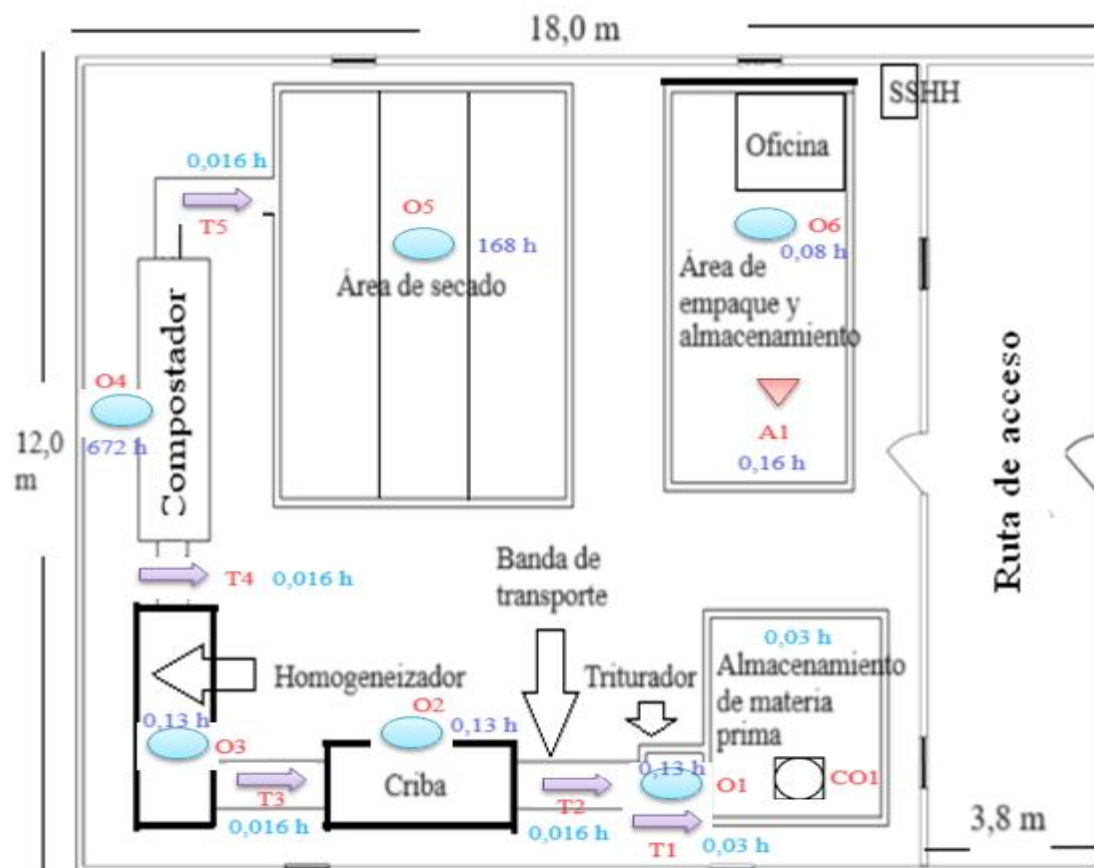 18,0 m
SSHH
Oficina
0,016 h
T5
O5
168 h
Área de secado
O6
0,08 h
Área de
empaque y
almacenamiento
A1
0,16 h
O4
672 h
Compostador
12,0
m
Ruta de acceso
T4
0,016 h
Banda de
transporte
0,03 h
Almacenamiento
de materia
prima
CO1
Triturador
Homogeneizador
O2
0,13 h
0,13 h
O3
T3
0,016 h
Criba
T2
0,016 h
0,13 h
O1
T1
0,03 h
3,8 m